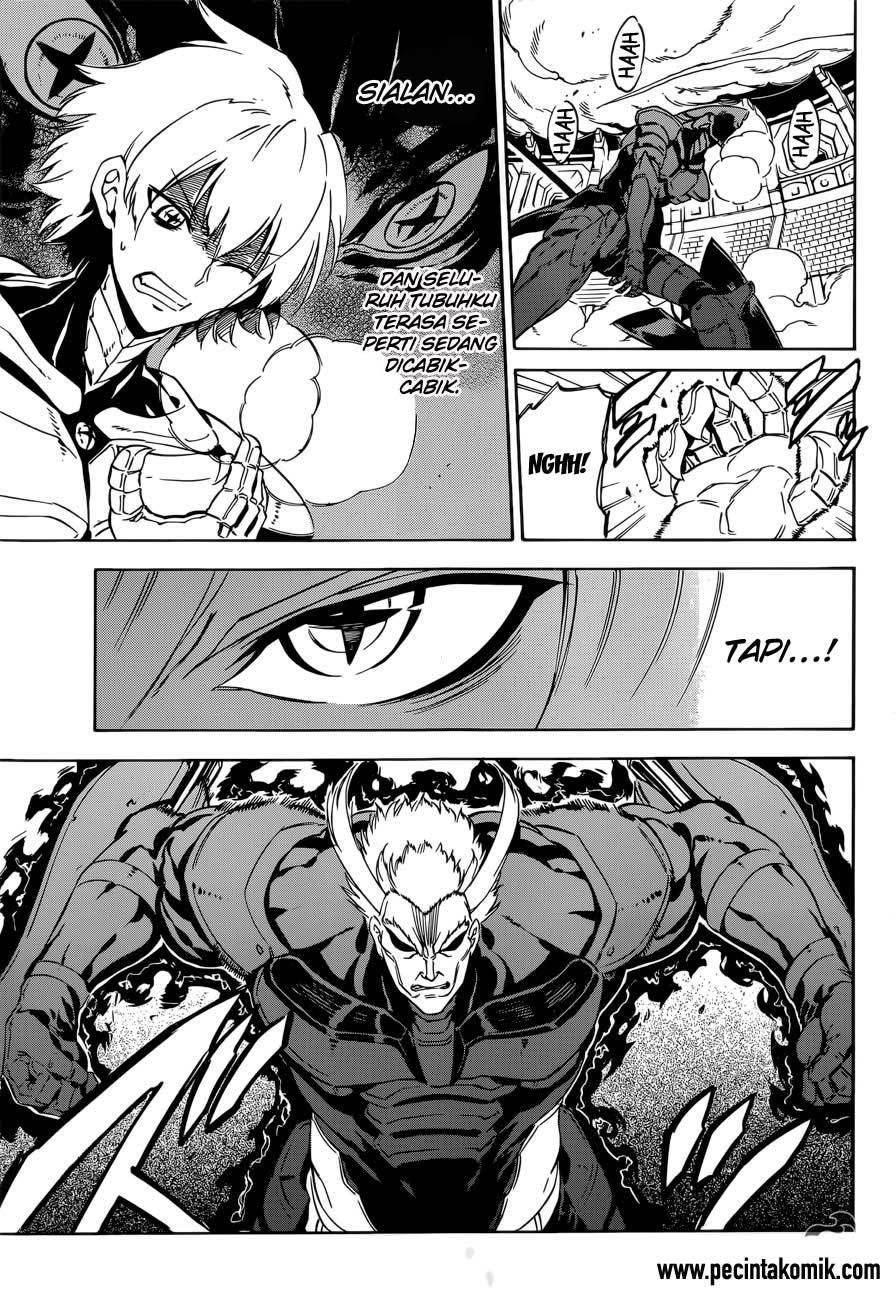 HAAH
HAAH
HAAH
NGHH!
SIALAN...
DAN SELU-
RUH TUBUHKU
TERASA SE-
PERTI SEDANG
DICABIK-
CABIK.
TAPI...!
www.pecintakomik.com